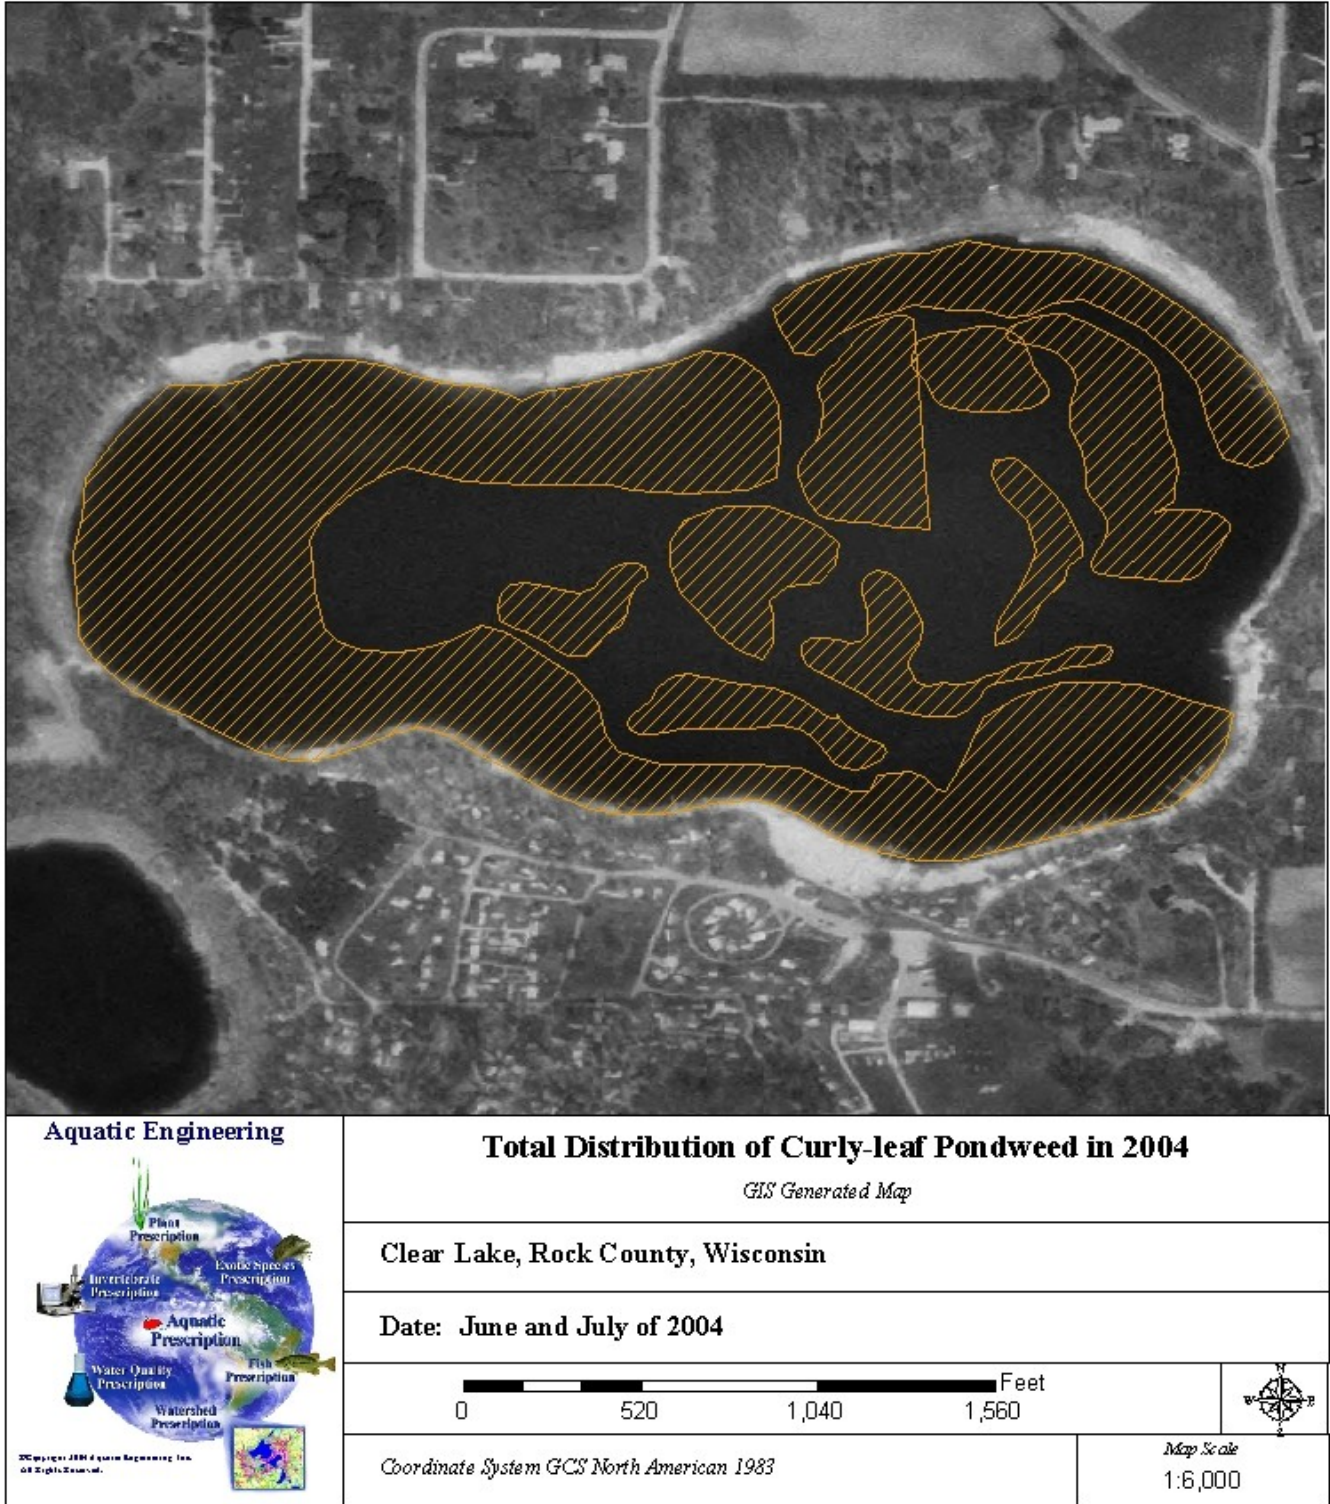 Aquatic Engineering
Plant
Prescription
Exotic Species
Prescription
Invertebrate
Prescription
Aquatic
Prescription
Water Quality
Prescription
Fish
Prescription
Watershed
Prescription
All Rights Reserved.
Total Distribution of Curly-leaf Pondweed in 2004
GIS Generated Map
Clear Lake, Rock County, Wisconsin
Date: June and July of 2004
Feet
0 520 1,040 1,560
N
W E
S
Coordinate System GCS North American 1983
Map Scale
1:6,000